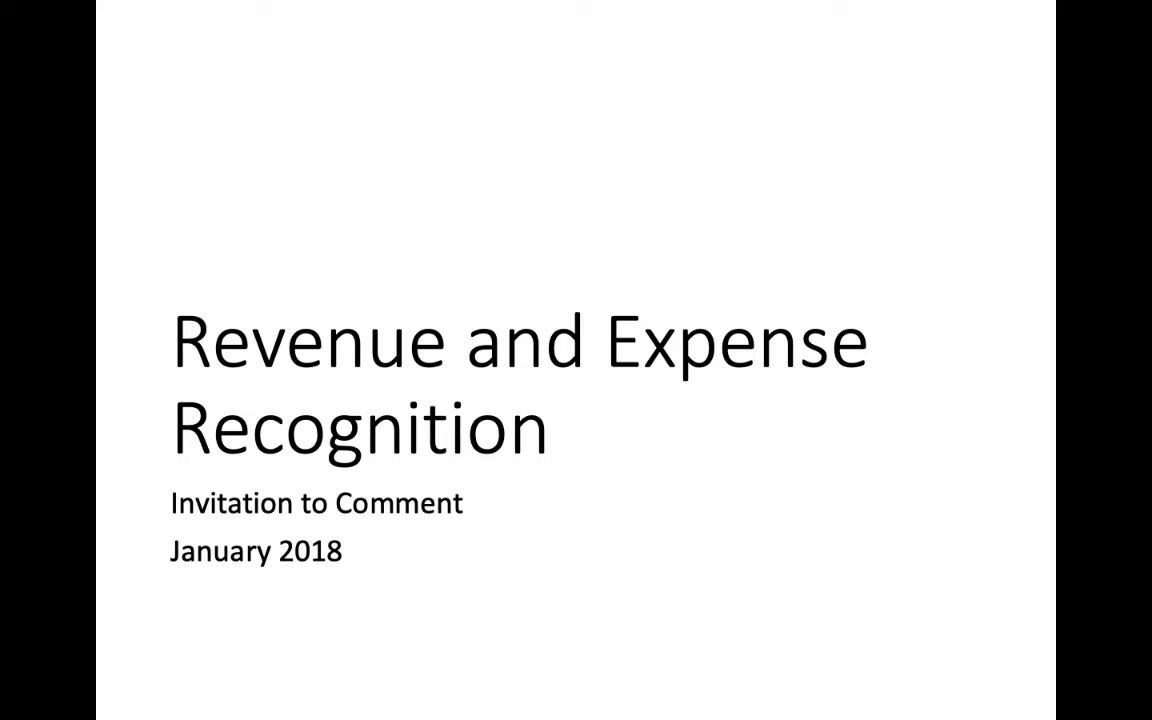 Revenue and Expense
Recognition
Invitation to Comment
January 2018